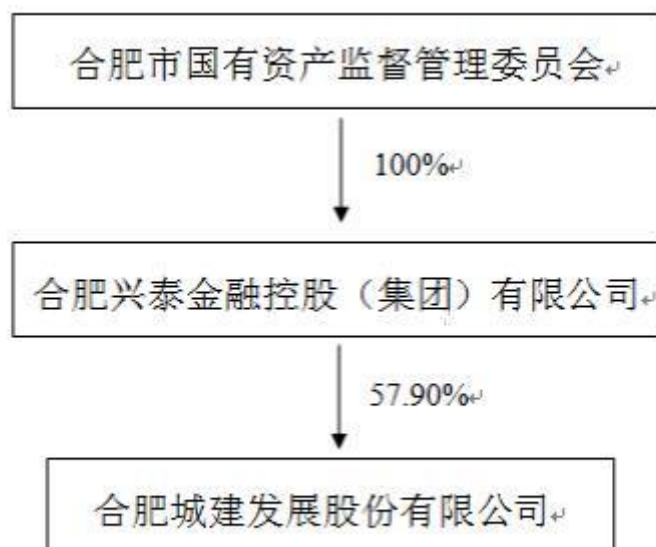 合肥市国有资产监督管理委员会
100%
合肥兴泰金融控股（集团）有限公司
57.90%
合肥城建发展股份有限公司